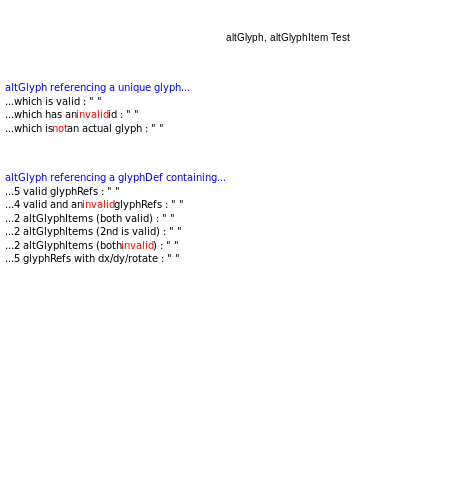 altGlyph, altGlyphItem Test
altGlyph referencing a unique glyph...
...which is valid : " "
...which has an invalid id : " "
...which is not an actual glyph : " "
altGlyph referencing a glyphDef containing...
...5 valid glyphRefs : " "
...4 valid and an invalid glyphRefs : " "
...2 altGlyphItems (both valid) : " "
...2 altGlyphItems (2nd is valid) : " "
...2 altGlyphItems (both invalid) : " "
...5 glyphRefs with dx/dy/rotate : " "